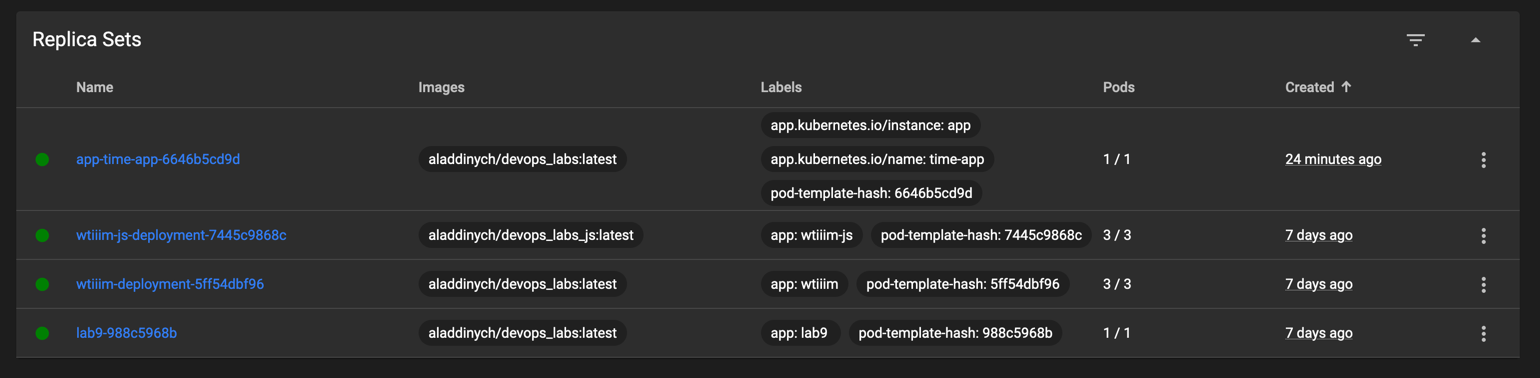 Replica Sets
Name Images Labels Pods Created
app-time-app-6646b5cd9d aladdinych/devops_labs:latest app.kubernetes.io/instance: app
app.kubernetes.io/name: time-app
pod-template-hash: 6646b5cd9d 1 / 1 24 minutes ago
wtiiim-js-deployment-7445c9868c aladdinych/devops_labs_js:latest app: wtiiim-js pod-template-hash: 7445c9868c 3 / 3 7 days ago
wtiiim-deployment-5ff54dbf96 aladdinych/devops_labs:latest app: wtiiim pod-template-hash: 5ff54dbf96 3 / 3 7 days ago
lab9-988c5968b aladdinych/devops_labs:latest app: lab9 pod-template-hash: 988c5968b 1 / 1 7 days ago